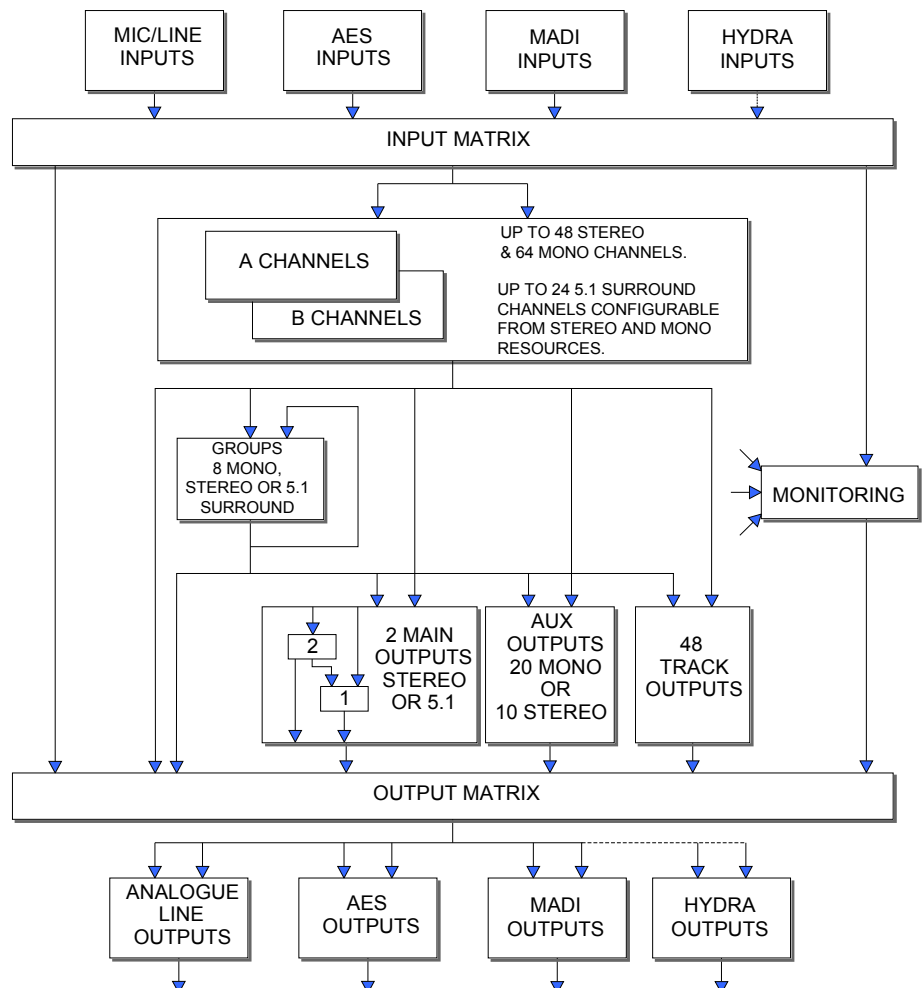 MIC/LINE
INPUTS
AES
INPUTS
MADI
INPUTS
HYDRA
INPUTS
INPUT MATRIX
A CHANNELS
B CHANNELS
UP TO 48 STEREO
& 64 MONO CHANNELS.
UP TO 24 5.1 SURROUND
CHANNELS CONFIGURABLE
FROM STEREO AND MONO
RESOURCES.
GROUPS
8 MONO,
STEREO OR 5.1
SURROUND
MONITORING
2
1
2 MAIN
OUTPUTS
STEREO
OR 5.1
AUX
OUTPUTS
20 MONO
OR
10 STEREO
48
TRACK
OUTPUTS
OUTPUT MATRIX
ANALOGUE
LINE
OUTPUTS
AES
OUTPUTS
MADI
OUTPUTS
HYDRA
OUTPUTS